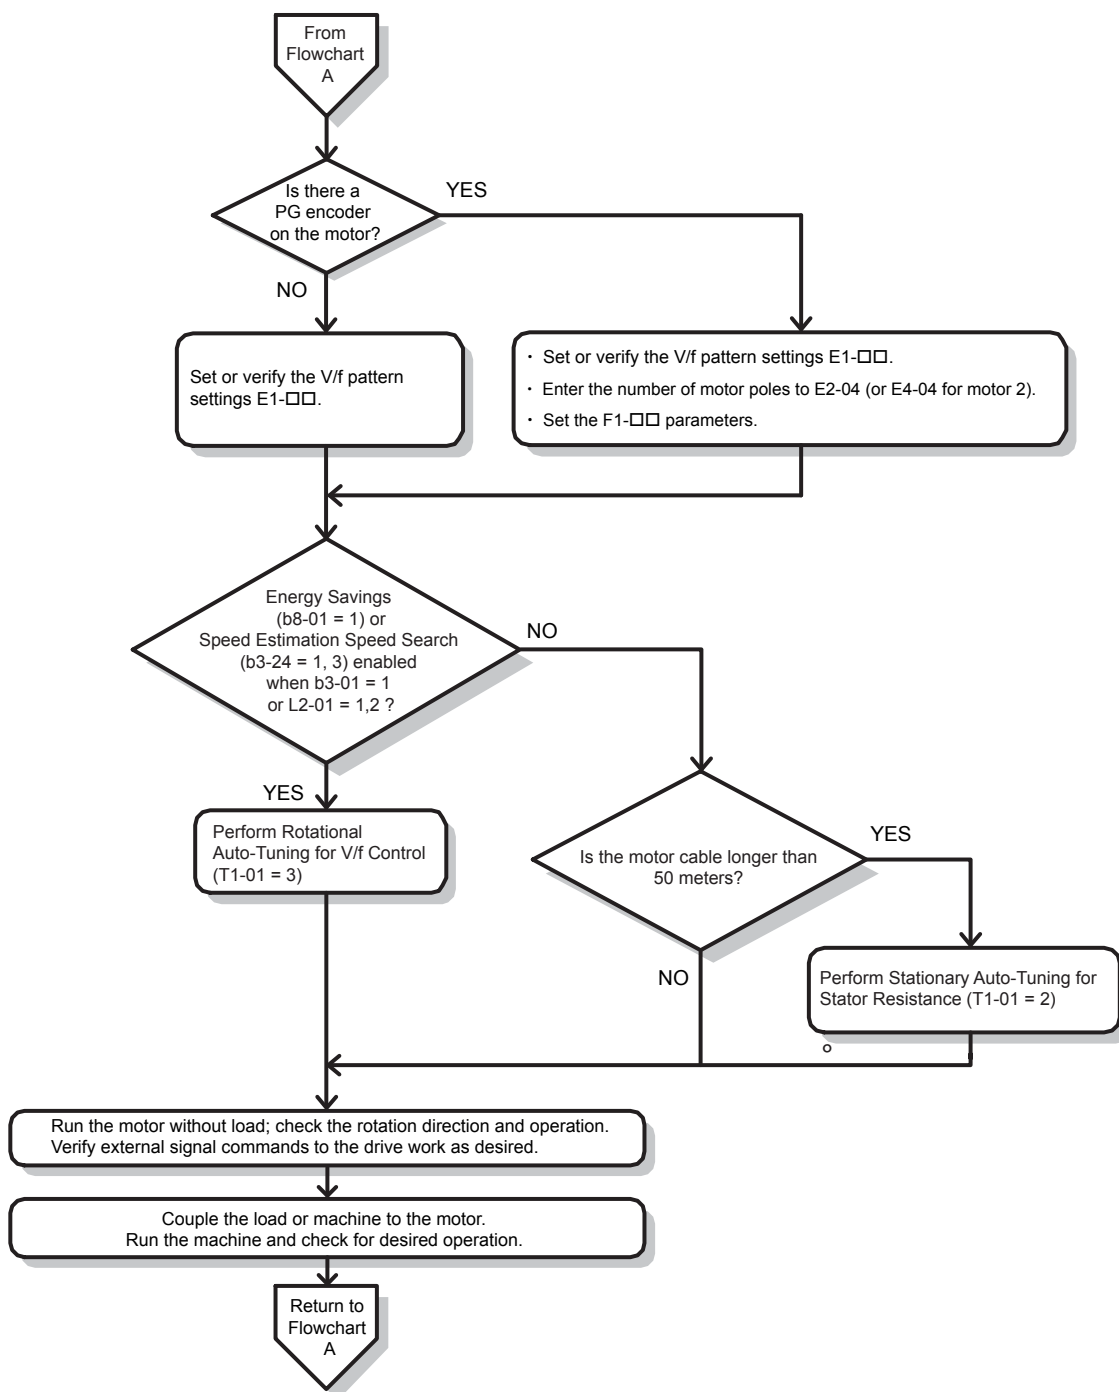 From
Flowchart
A
Is there a
PG encoder
on the motor?
YES
NO
Set or verify the V/f pattern
settings E1-□□.
・ Set or verify the V/f pattern settings E1-□□.
・ Enter the number of motor poles to E2-04 (or E4-04 for motor 2).
・ Set the F1-□□ parameters.
Energy Savings
(b8-01 = 1) or
Speed Estimation Speed Search
(b3-24 = 1, 3) enabled
when b3-01 = 1
or L2-01 = 1,2 ?
NO
YES
Perform Rotational
Auto-Tuning for V/f Control
(T1-01 = 3)
Is the motor cable longer than
50 meters?
YES
NO
Perform Stationary Auto-Tuning for
Stator Resistance (T1-01 = 2)
Run the motor without load; check the rotation direction and operation.
Verify external signal commands to the drive work as desired.
Couple the load or machine to the motor.
Run the machine and check for desired operation.
Return to
Flowchart
A